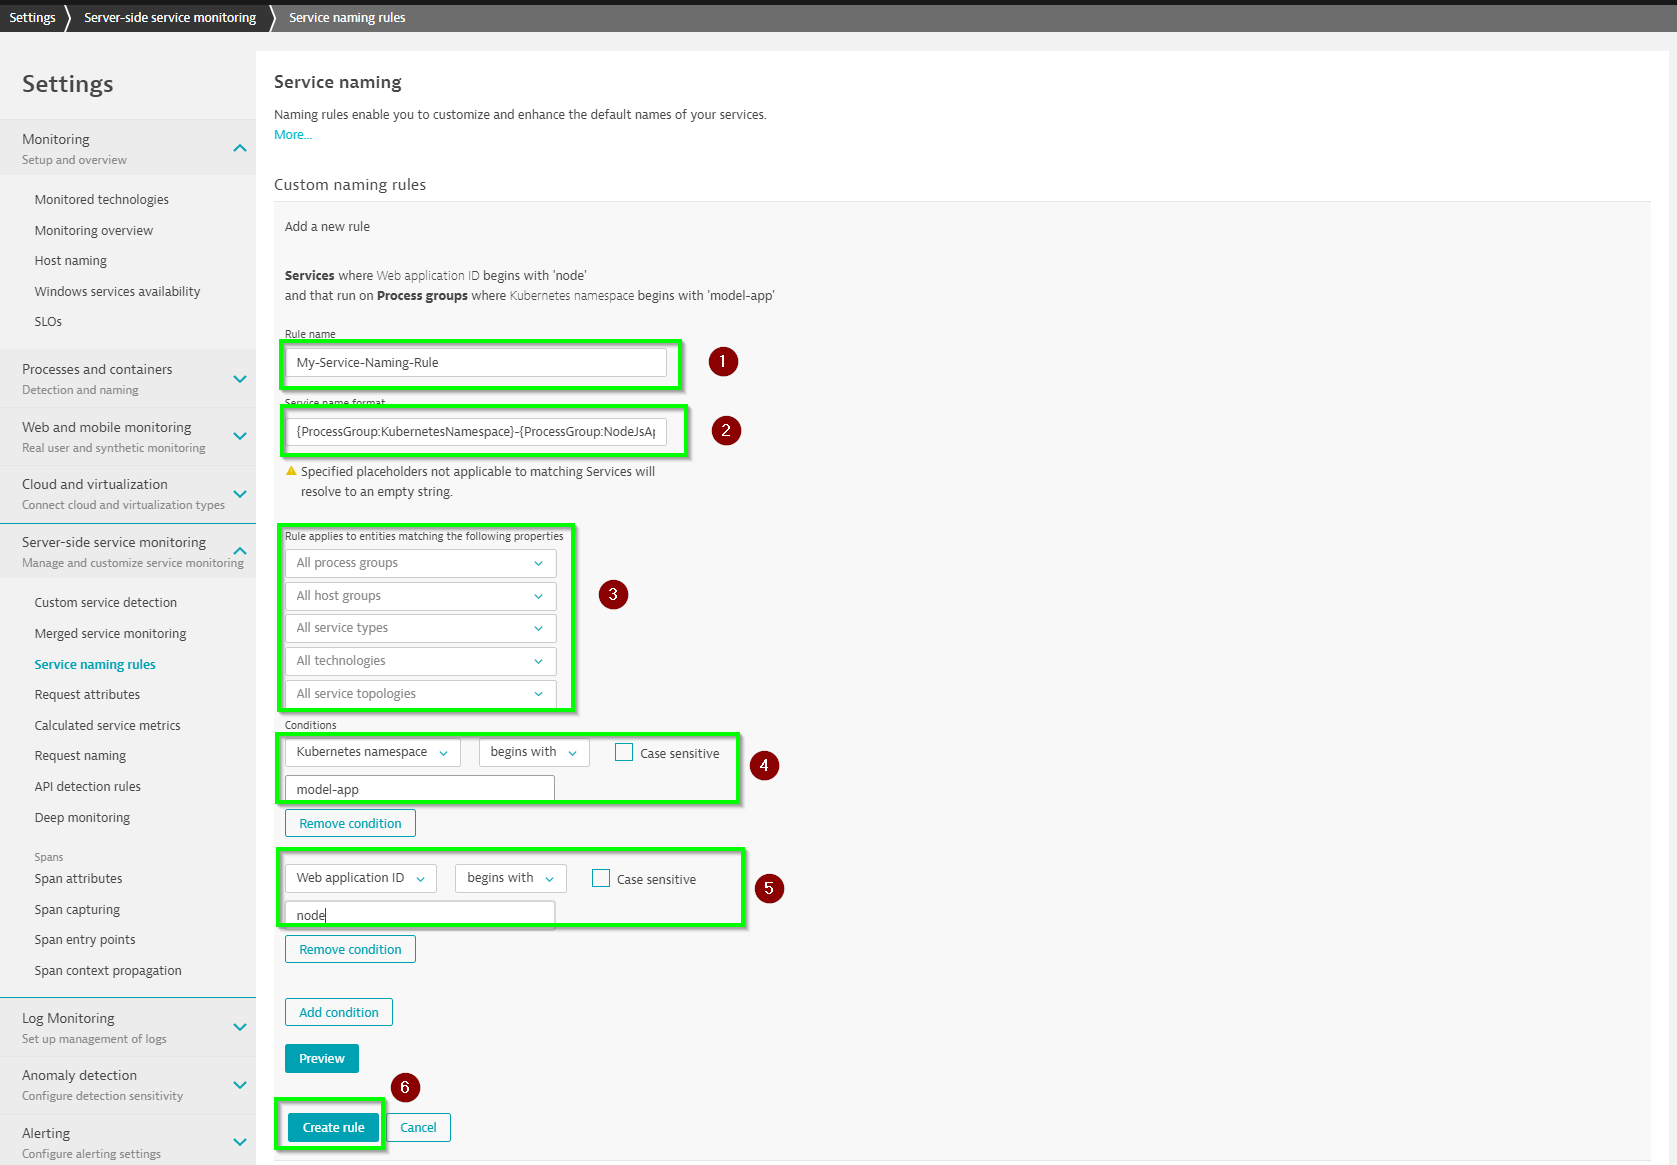 Settings
Server-side service monitoring
Service naming rules
Settings
Monitoring
Setup and overview
Monitored technologies
Monitoring overview
Host naming
Windows services availability
SLOs
Processes and containers
Detection and naming
Web and mobile monitoring
Real user and synthetic monitoring
Cloud and virtualization
Connect cloud and virtualization types
Server-side service monitoring
Manage and customize service monitoring
Custom service detection
Merged service monitoring
Service naming rules
Request attributes
Calculated service metrics
Request naming
API detection rules
Deep monitoring
Spans
Span attributes
Span capturing
Span entry points
Span context propagation
Log Monitoring
Set up management of logs
Anomaly detection
Configure detection sensitivity
Alerting
Configure alerting settings
Service naming
Naming rules enable you to customize and enhance the default names of your services.
More...
Custom naming rules
Add a new rule
Services where Web application ID begins with 'node'
and that run on Process groups where Kubernetes namespace begins with 'model-app'
Rule name
My-Service-Naming-Rule
1
Service name format
{ProcessGroup:KubernetesNamespace}-{ProcessGroup:NodeJsAp
2
Specified placeholders not applicable to matching Services will
resolve to an empty string.
Rule applies to entities matching the following properties
All process groups
All host groups
3
All service types
All technologies
All service topologies
Conditions
Kubernetes namespace begins with Case sensitive
4
model-app
Remove condition
Web application ID begins with Case sensitive
5
node
Remove condition
Add condition
Preview
6
Create rule Cancel